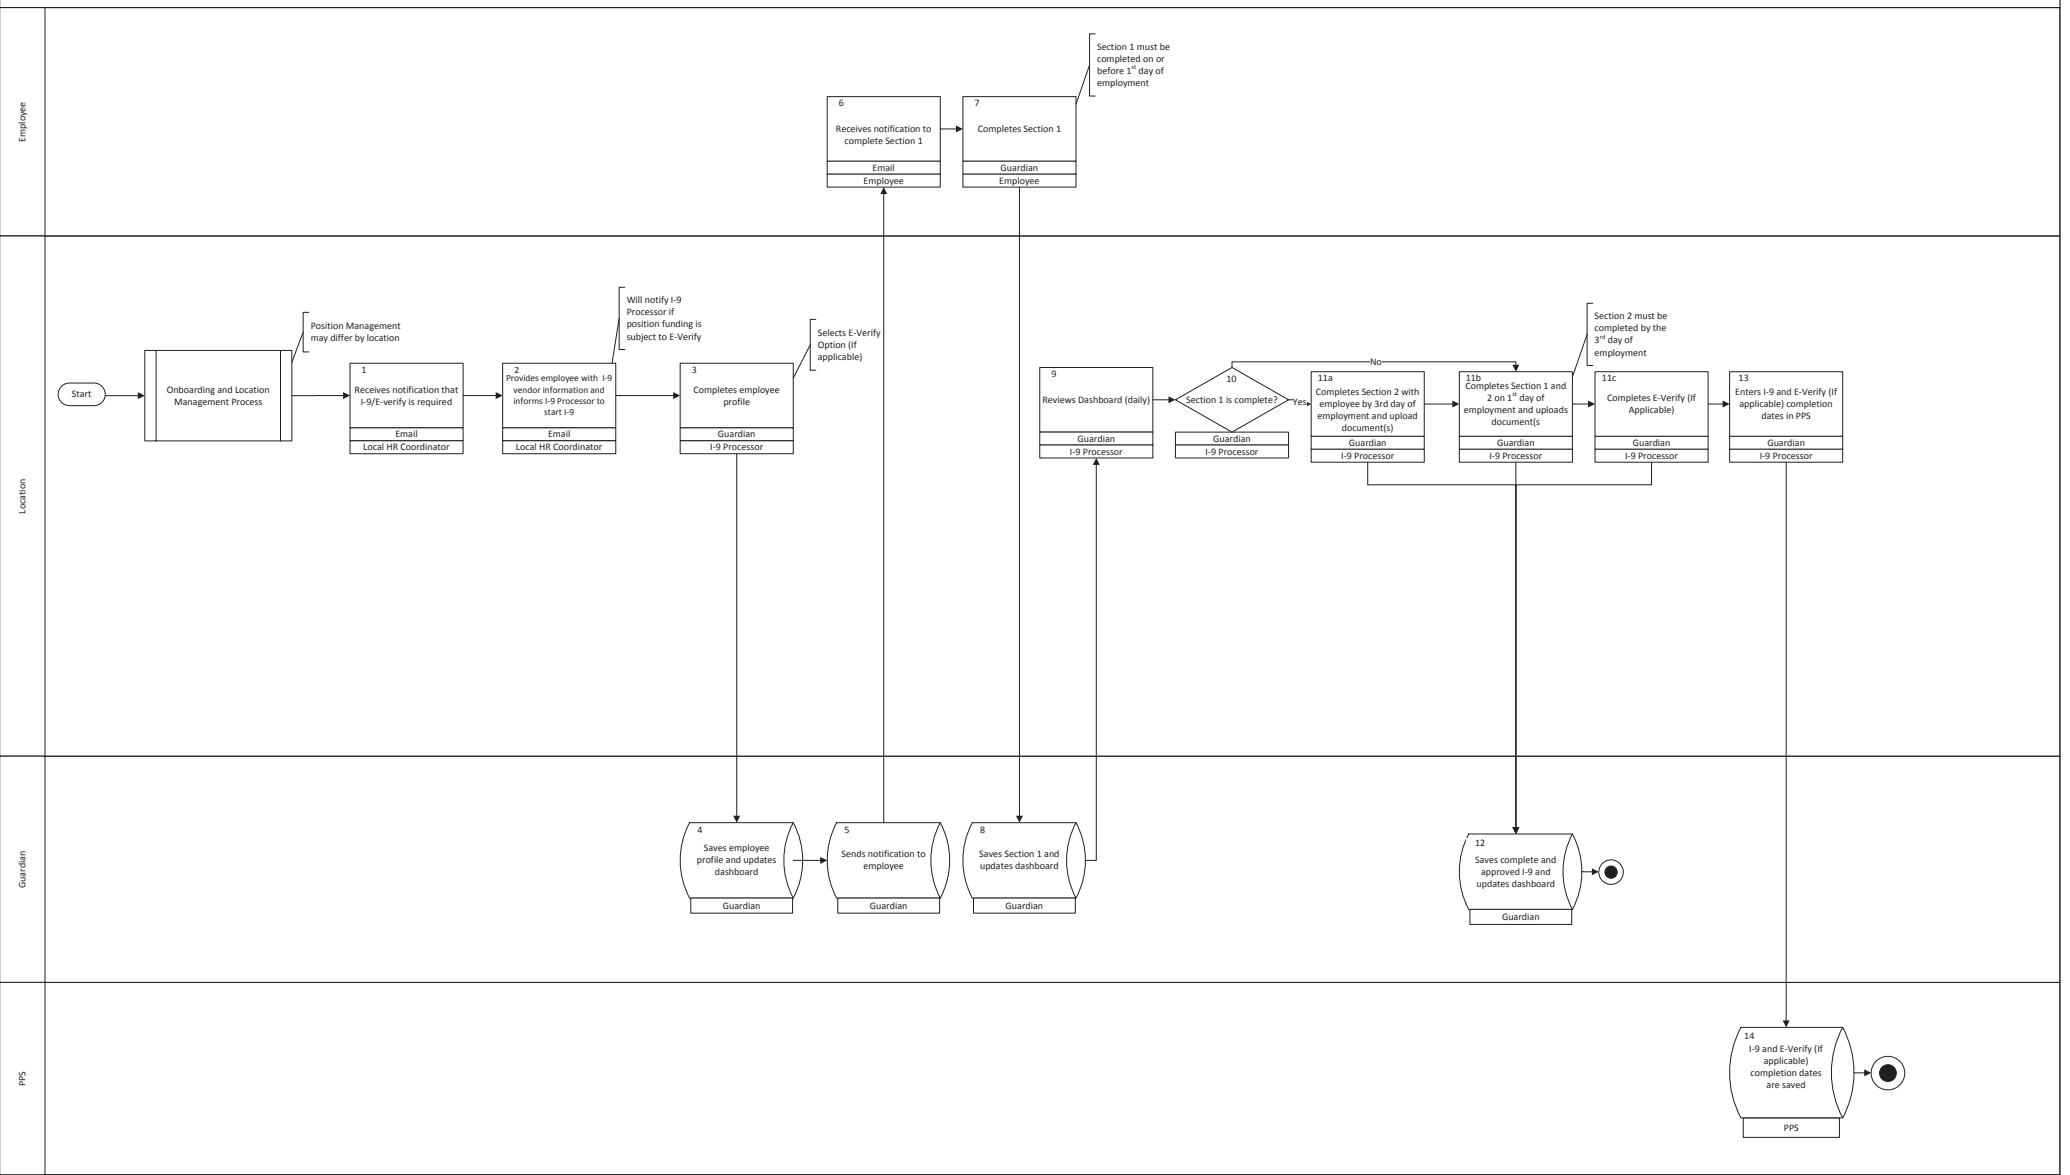 Employee
Section 1 must be
completed on or
before 1st day of
employment
6
Receives notification to
complete Section 1
Email
Employee
7
Completes Section 1
Guardian
Employee
Location
Start
Onboarding and Location
Management Process
Position Management
may differ by location
1
Receives notification that
I-9/E-verify is required
Email
Local HR Coordinator
Will notify I-9
Processor if
position funding is
subject to E-Verify
2
Provides employee with I-9
vendor information and
informs I-9 Processor to
start I-9
Email
Local HR Coordinator
Selects E-Verify
Option (If
applicable)
3
Completes employee
profile
Guardian
I-9 Processor
9
Reviews Dashboard (daily)
Guardian
I-9 Processor
10
Section 1 is complete?
Guardian
I-9 Processor
No
Yes
11a
Completes Section 2 with
employee by 3rd day of
employment and upload
document(s)
Guardian
I-9 Processor
Section 2 must be
completed by the
3rd day of
employment
11b
Completes Section 1 and
2 on 1st day of
employment and uploads
document(s
Guardian
I-9 Processor
11c
Completes E-Verify (If
Applicable)
Guardian
I-9 Processor
13
Enters I-9 and E-Verify (If
applicable) completion
dates in PPS
Guardian
I-9 Processor
Guardian
4
Saves employee
profile and updates
dashboard
Guardian
5
Sends notification to
employee
Guardian
8
Saves Section 1 and
updates dashboard
Guardian
12
Saves complete and
approved I-9 and
updates dashboard
Guardian
PPS
14
I-9 and E-Verify (If
applicable)
completion dates
are saved
PPS